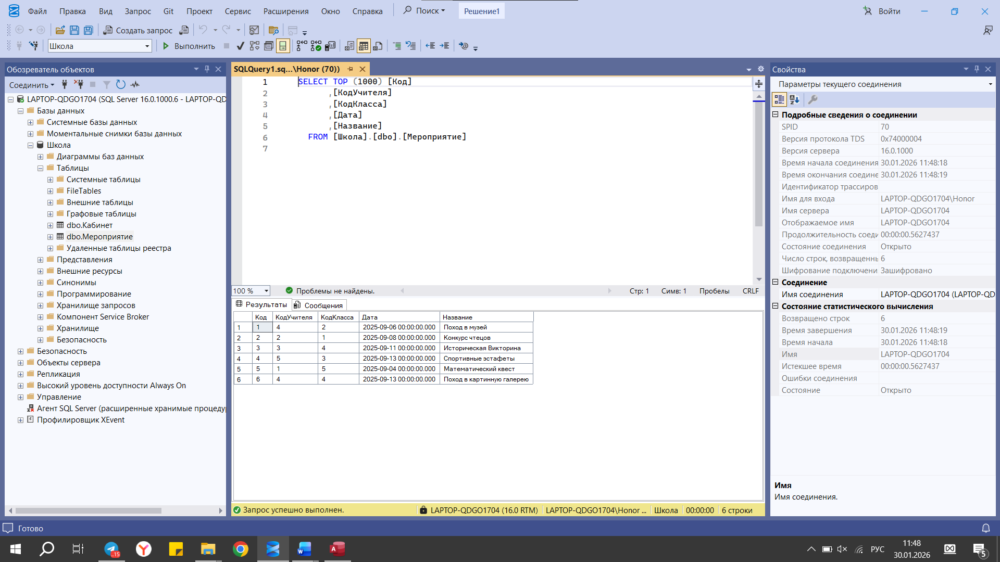 Файл Правка Вид Запрос Git Проект Сервис Расширения Окно Справка Поиск Решение1 Войти
Создать запрос
Школа Выполнить
Обозреватель объектов
Соединить
LAPTOP-QDGO1704 (SQL Server 16.0.1000.6 - LAPTOP-QD
Базы данных
Системные базы данных
Моментальные снимки базы данных
Школа
Диаграммы баз данных
Таблицы
Системные таблицы
FileTables
Внешние таблицы
Графовые таблицы
dbo.Кабинет
dbo.Мероприятие
Удаленные таблицы реестра
Представления
Внешние ресурсы
Синонимы
Программирование
Хранилище запросов
Компонент Service Broker
Хранилище
Безопасность
Безопасность
Объекты сервера
Репликация
Высокий уровень доступности Always On
Управление
Агент SQL Server (расширенные хранимые процеду
Профилировщик XEvent
SQLQuery1.sq...\Honor (70))
1 SELECT TOP (1000) [Код]
2 ,[КодУчителя]
3 ,[КодКласса]
4 ,[Дата]
5 ,[Название]
6 FROM [Школа].[dbo].[Мероприятие]
7
100 % Проблемы не найдены. Стр: 1 Симв: 1 Пробелы CRLF
Результаты Сообщения
Код КодУчителя КодКласса Дата Название
1 1 4 2 2025-09-06 00:00:00.000 Поход в музей
2 2 2 1 2025-09-08 00:00:00.000 Конкурс чтецов
3 3 3 4 2025-09-11 00:00:00.000 Историческая Викторина
4 4 5 3 2025-09-13 00:00:00.000 Спортивные эстафеты
5 5 1 5 2025-09-04 00:00:00.000 Математический квест
6 6 4 4 2025-09-13 00:00:00.000 Поход в картинную галерею
Запрос успешно выполнен. LAPTOP-QDGO1704 (16.0 RTM) LAPTOP-QDGO1704\Honor ... Школа 00:00:00 6 строки
Свойства
Параметры текущего соединения
Подробные сведения о соединении
SPID 70
Версия протокола TDS 0x74000004
Версия сервера 16.0.1000
Время начала соединения 30.01.2026 11:48:18
Время окончания соедине 30.01.2026 11:48:19
Идентификатор трассиров
Имя для входа LAPTOP-QDGO1704\Honor
Имя сервера LAPTOP-QDGO1704
Отображаемое имя LAPTOP-QDGO1704
Продолжительность соеди 00:00:00.5627437
Состояние соединения Открыто
Число строк, возвращенны 6
Шифрование подключени Зашифровано
Соединение
Имя соединения LAPTOP-QDGO1704 (LAPTOP-QD
Состояние статистического вычисления
Возвращено строк 6
Время завершения 30.01.2026 11:48:19
Время начала 30.01.2026 11:48:18
Имя LAPTOP-QDGO1704
Истекшее время 00:00:00.5627437
Ошибки соединения
Состояние Открыто
Имя
Имя соединения.
Готово
..15 РУС 11:48
30.01.2026 5